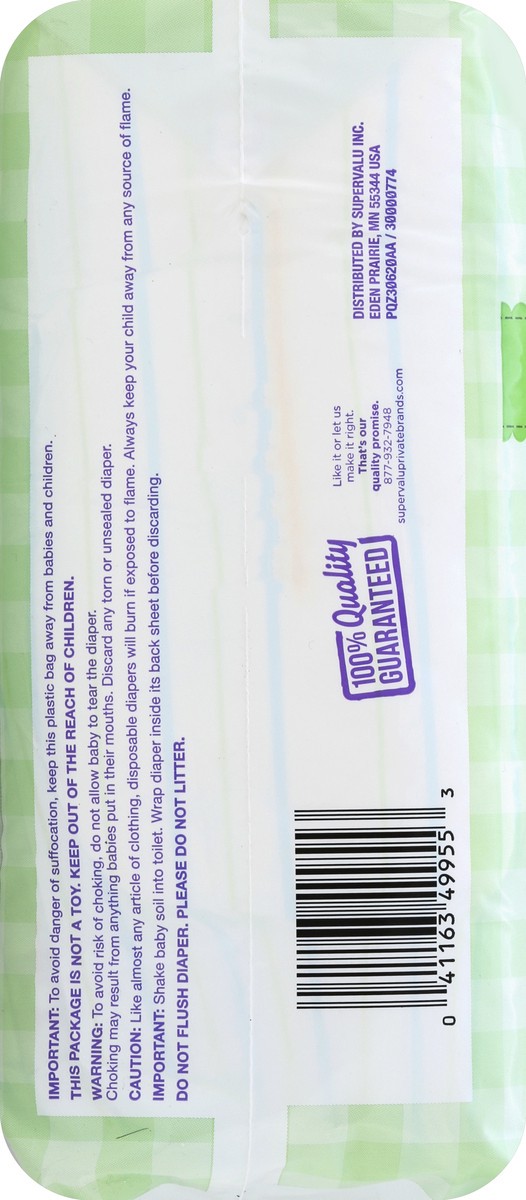 IMPORTANT: To avoid danger of suffocation, keep this plastic bag away from babies and children.
THIS PACKAGE IS NOT A TOY. KEEP OUT OF THE REACH OF CHILDREN.
WARNING: To avoid risk of choking, do not allow baby to tear the diaper.
Choking may result from anything babies put in their mouths. Discard any torn or unsealed diaper.
CAUTION: Like almost any article of clothing, disposable diapers will burn if exposed to flame. Always keep your child away from any source of flame.
IMPORTANT: Shake baby soil into toilet. Wrap diaper inside its back sheet before discarding.
DO NOT FLUSH DIAPER. PLEASE DO NOT LITTER.
0 41163 49955 3
100% Quality
GUARANTEED
Like it or let us
make it right.
That's our
quality promise.
877-932-7948
supervaluprivatebrands.com
DISTRIBUTED BY SUPERVALU INC.
EDEN PRAIRIE, MN 55344 USA
PQZ30620AA / 30000774